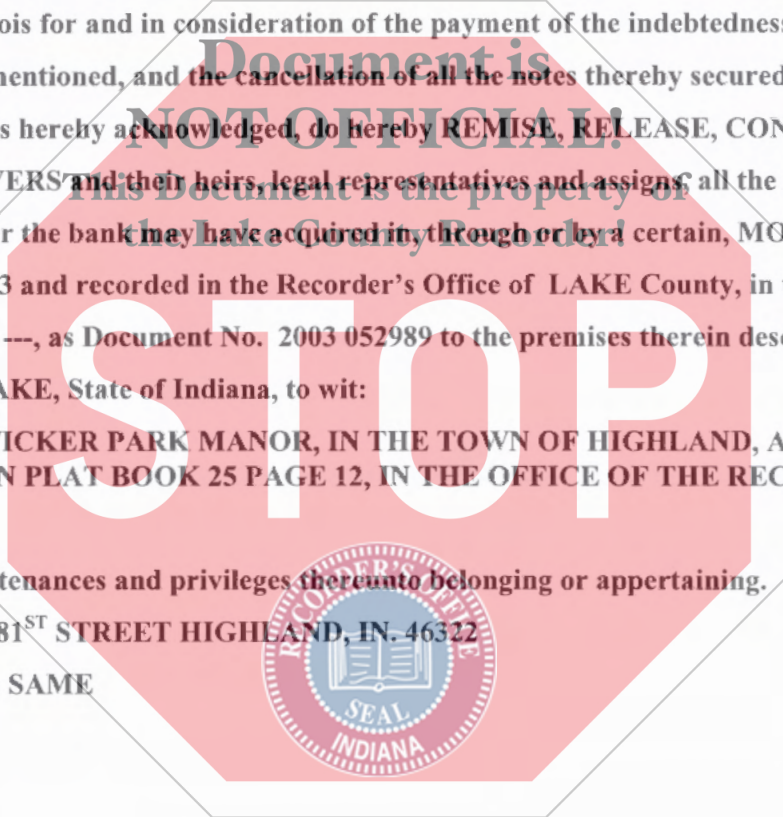 ois for and in consideration of the payment of the indebtedness
Document is
mentioned, and the cancellation of all the notes thereby secured
NOT OFFICIAL!
s hereby acknowledged, do hereby REMISE, RELEASE, CON
This Document is the property of
VERS and their heirs, legal representatives and assigns, all the
the Lake County Recorder!
r the bank may have acquired in, through or by a certain, MO
3 and recorded in the Recorder's Office of LAKE County, in
---, as Document No. 2003 052989 to the premises therein desc
AKE, State of Indiana, to wit:
STOP
VICKER PARK MANOR, IN THE TOWN OF HIGHLAND, A
N PLAT BOOK 25 PAGE 12, IN THE OFFICE OF THE REC
tenances and privileges thereunto belonging or appertaining.
81ST STREET HIGHLAND, IN. 46322
SAME
RECORDER'S OFFICE
SEAL
INDIANA